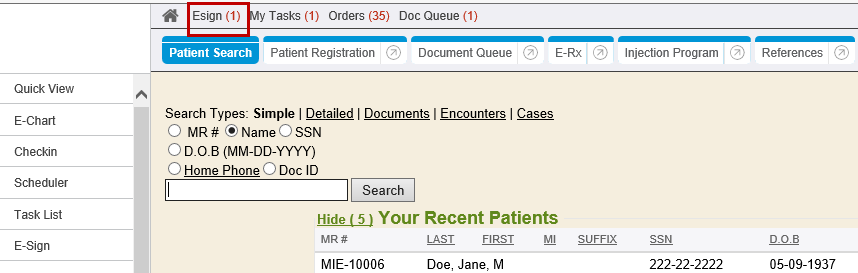 Esign (1) My Tasks (1) Orders (35) Doc Queue (1)
Patient Search Patient Registration Document Queue E-Rx Injection Program References
Quick View
E-Chart
Checkin
Scheduler
Task List
E-Sign
Search Types: Simple | Detailed | Documents | Encounters | Cases
MR # Name SSN
D.O.B (MM-DD-YYYY)
Home Phone Doc ID
Search
Hide ( 5 ) Your Recent Patients
MR # LAST FIRST MI SUFFIX SSN D.O.B
MIE-10006 Doe, Jane, M 222-22-2222 05-09-1937